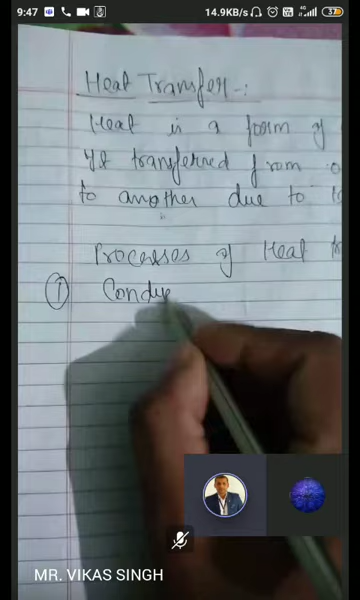 9:47
14.9KB/s
37
Heat Transfer -:
Heat is a form of
It transferred from
to another due to
Processes of Heat
1 Condu
MR. VIKAS SINGH